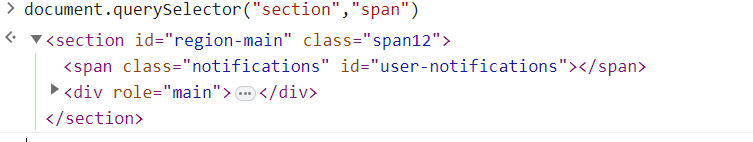 document.querySelector("section","span")
<section id="region-main" class="span12">
<span class="notifications" id="user-notifications"></span>
<div role="main">…</div>
</section>